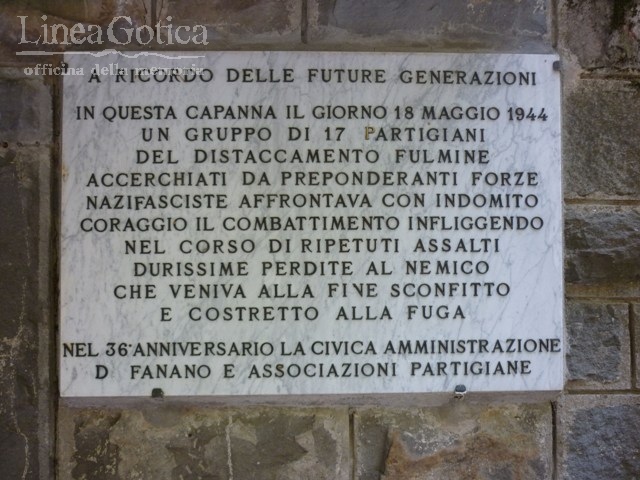 Linea Gotica
officina della memoria
A RICORDO DELLE FUTURE GENERAZIONI
IN QUESTA CAPANNA IL GIORNO 18 MAGGIO 1944
UN GRUPPO DI 17 PARTIGIANI
DEL DISTACCAMENTO FULMINE
ACCERCHIATI DA PREPONDERANTI FORZE
NAZIFASCISTE AFFRONTAVA CON INDOMITO
CORAGGIO IL COMBATTIMENTO INFLIGGENDO
NEL CORSO DI RIPETUTI ASSALTI
DURISSIME PERDITE AL NEMICO
CHE VENIVA ALLA FINE SCONFITTO
E COSTRETTO ALLA FUGA
NEL 36° ANNIVERSARIO LA CIVICA AMMINISTRAZIONE
D FANANO E ASSOCIAZIONI PARTIGIANE